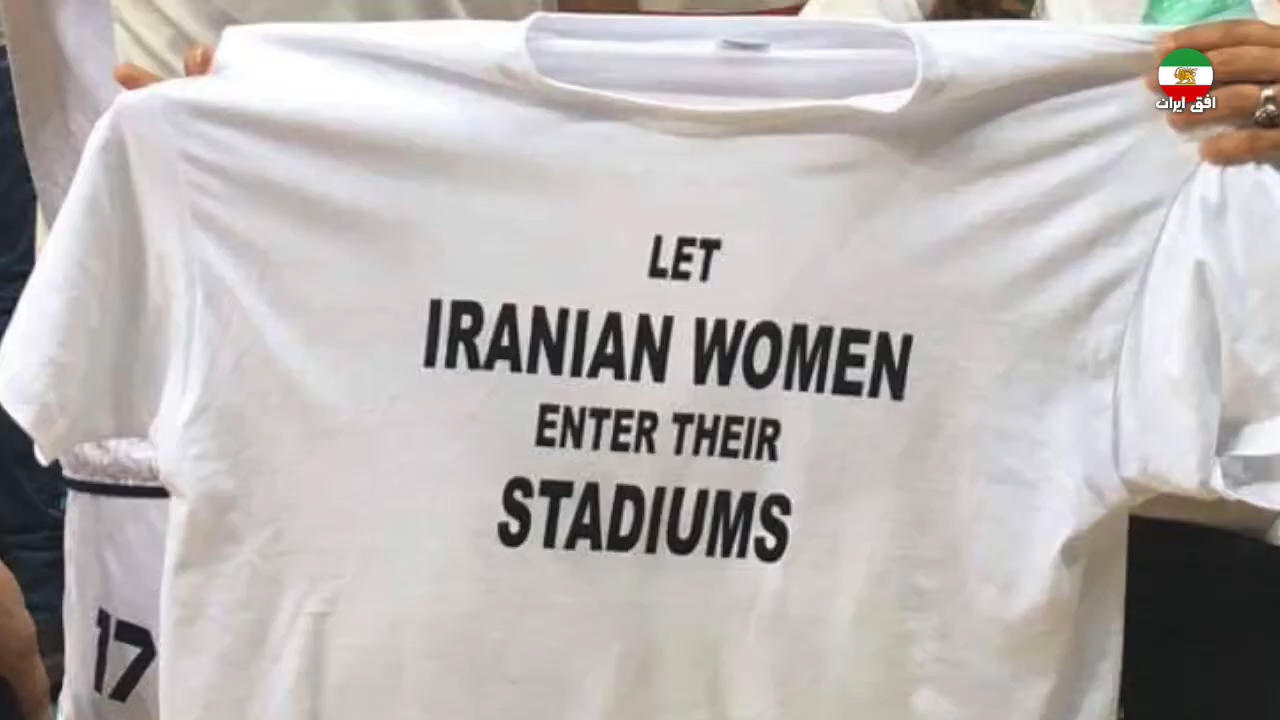 افق ایران
LET
IRANIAN WOMEN
ENTER THEIR
STADIUMS
17